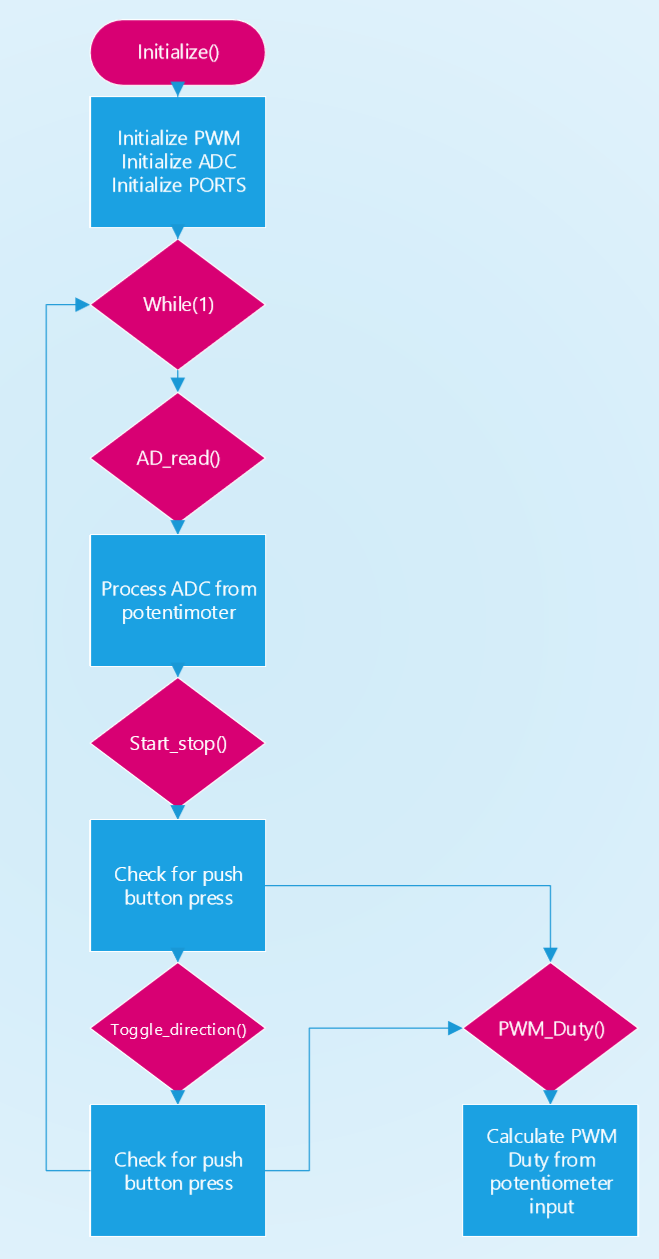 Initialize()
Initialize PWM
Initialize ADC
Initialize PORTS
While(1)
AD_read()
Process ADC from
potentimoter
Start_stop()
Check for push
button press
Toggle_direction()
PWM_Duty()
Check for push
button press
Calculate PWM
Duty from
potentiometer
input